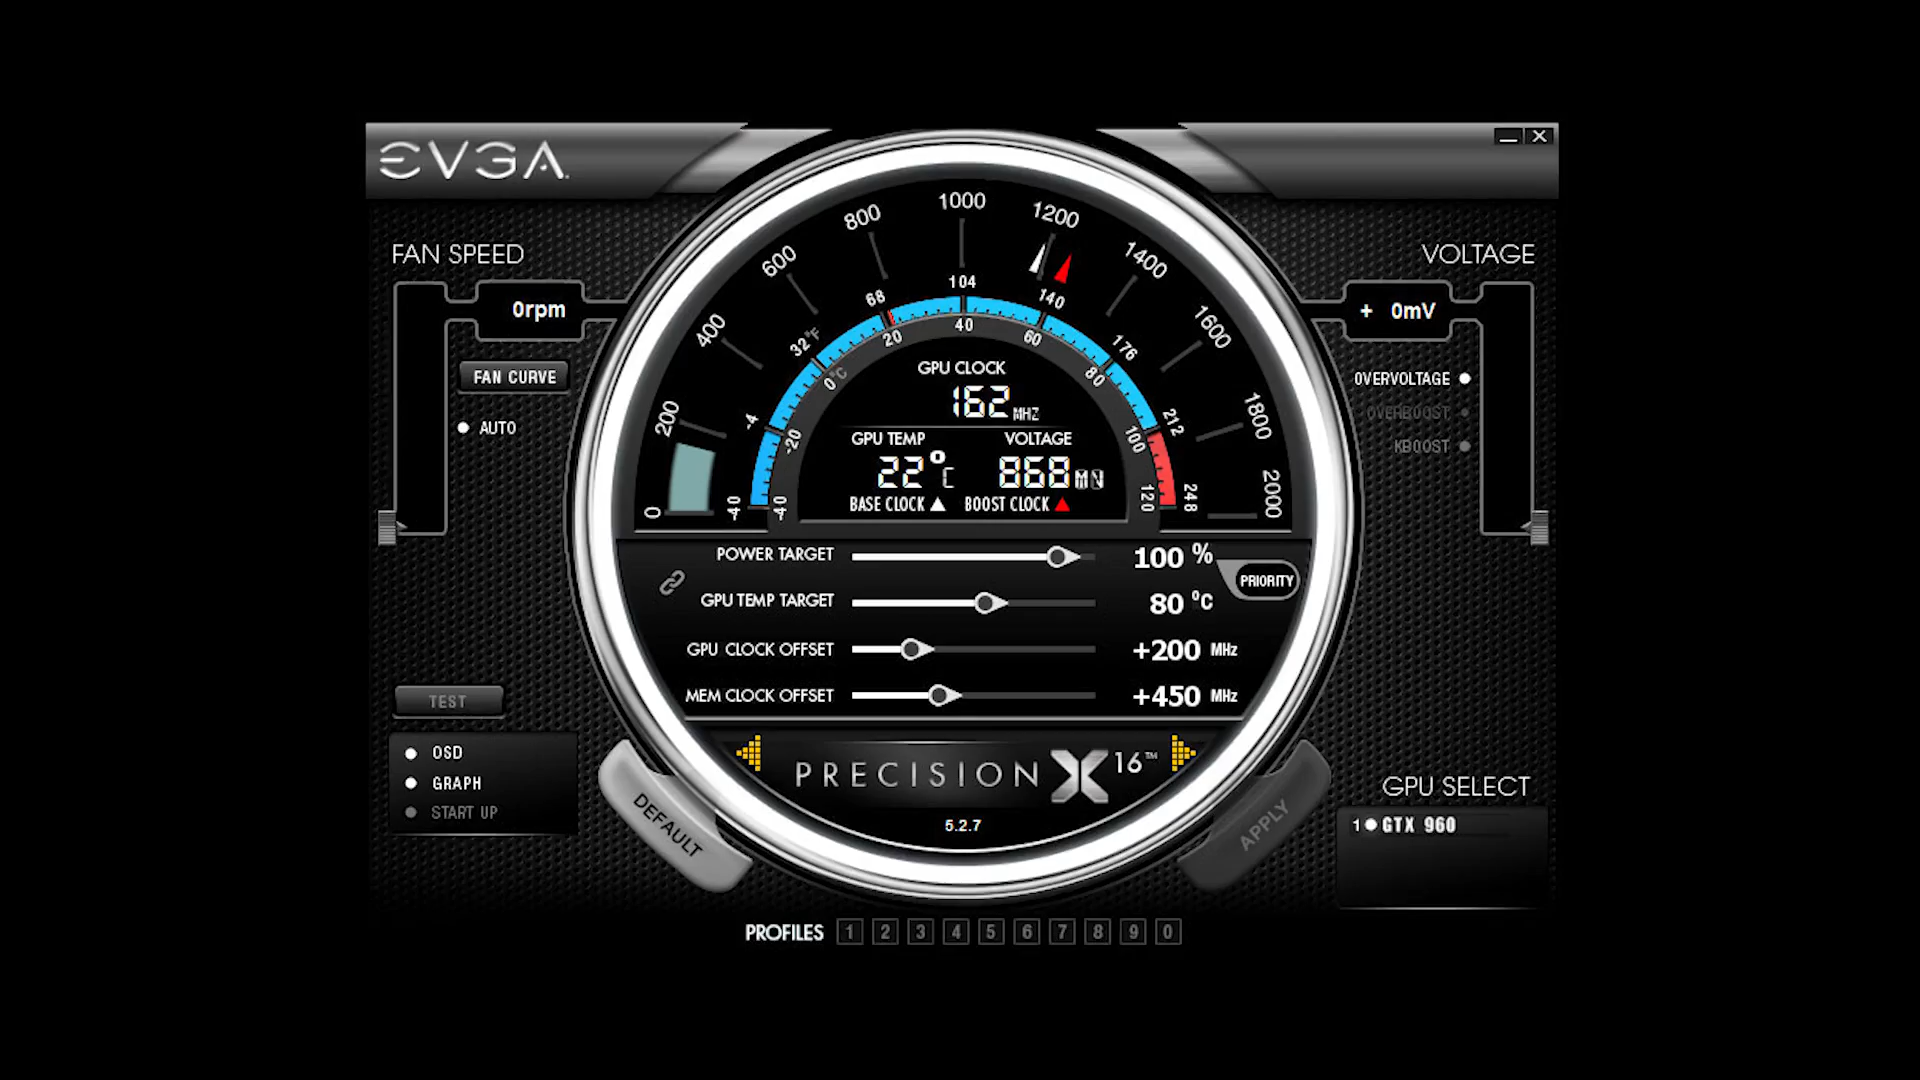 EVGA.
FAN SPEED
0rpm
FAN CURVE
AUTO
VOLTAGE
+ 0mV
OVERVOLTAGE
OVERBOOST
KBOOST
0 200 400 600 800 1000 1200 1400 1600 1800 2000
-40 -4 32°F 68 104 140 176 212 248
-40 -20 0°C 20 40 60 80 100 120
GPU CLOCK
162 MHZ
GPU TEMP VOLTAGE
22°C 868
BASE CLOCK BOOST CLOCK
POWER TARGET 100 %
PRIORITY
GPU TEMP TARGET 80 °C
GPU CLOCK OFFSET +200 MHz
MEM CLOCK OFFSET +450 MHz
TEST
OSD
GRAPH
START UP
DEFAULT
PRECISION X 16™
5.2.7
APPLY
GPU SELECT
1 GTX 960
PROFILES 1 2 3 4 5 6 7 8 9 0